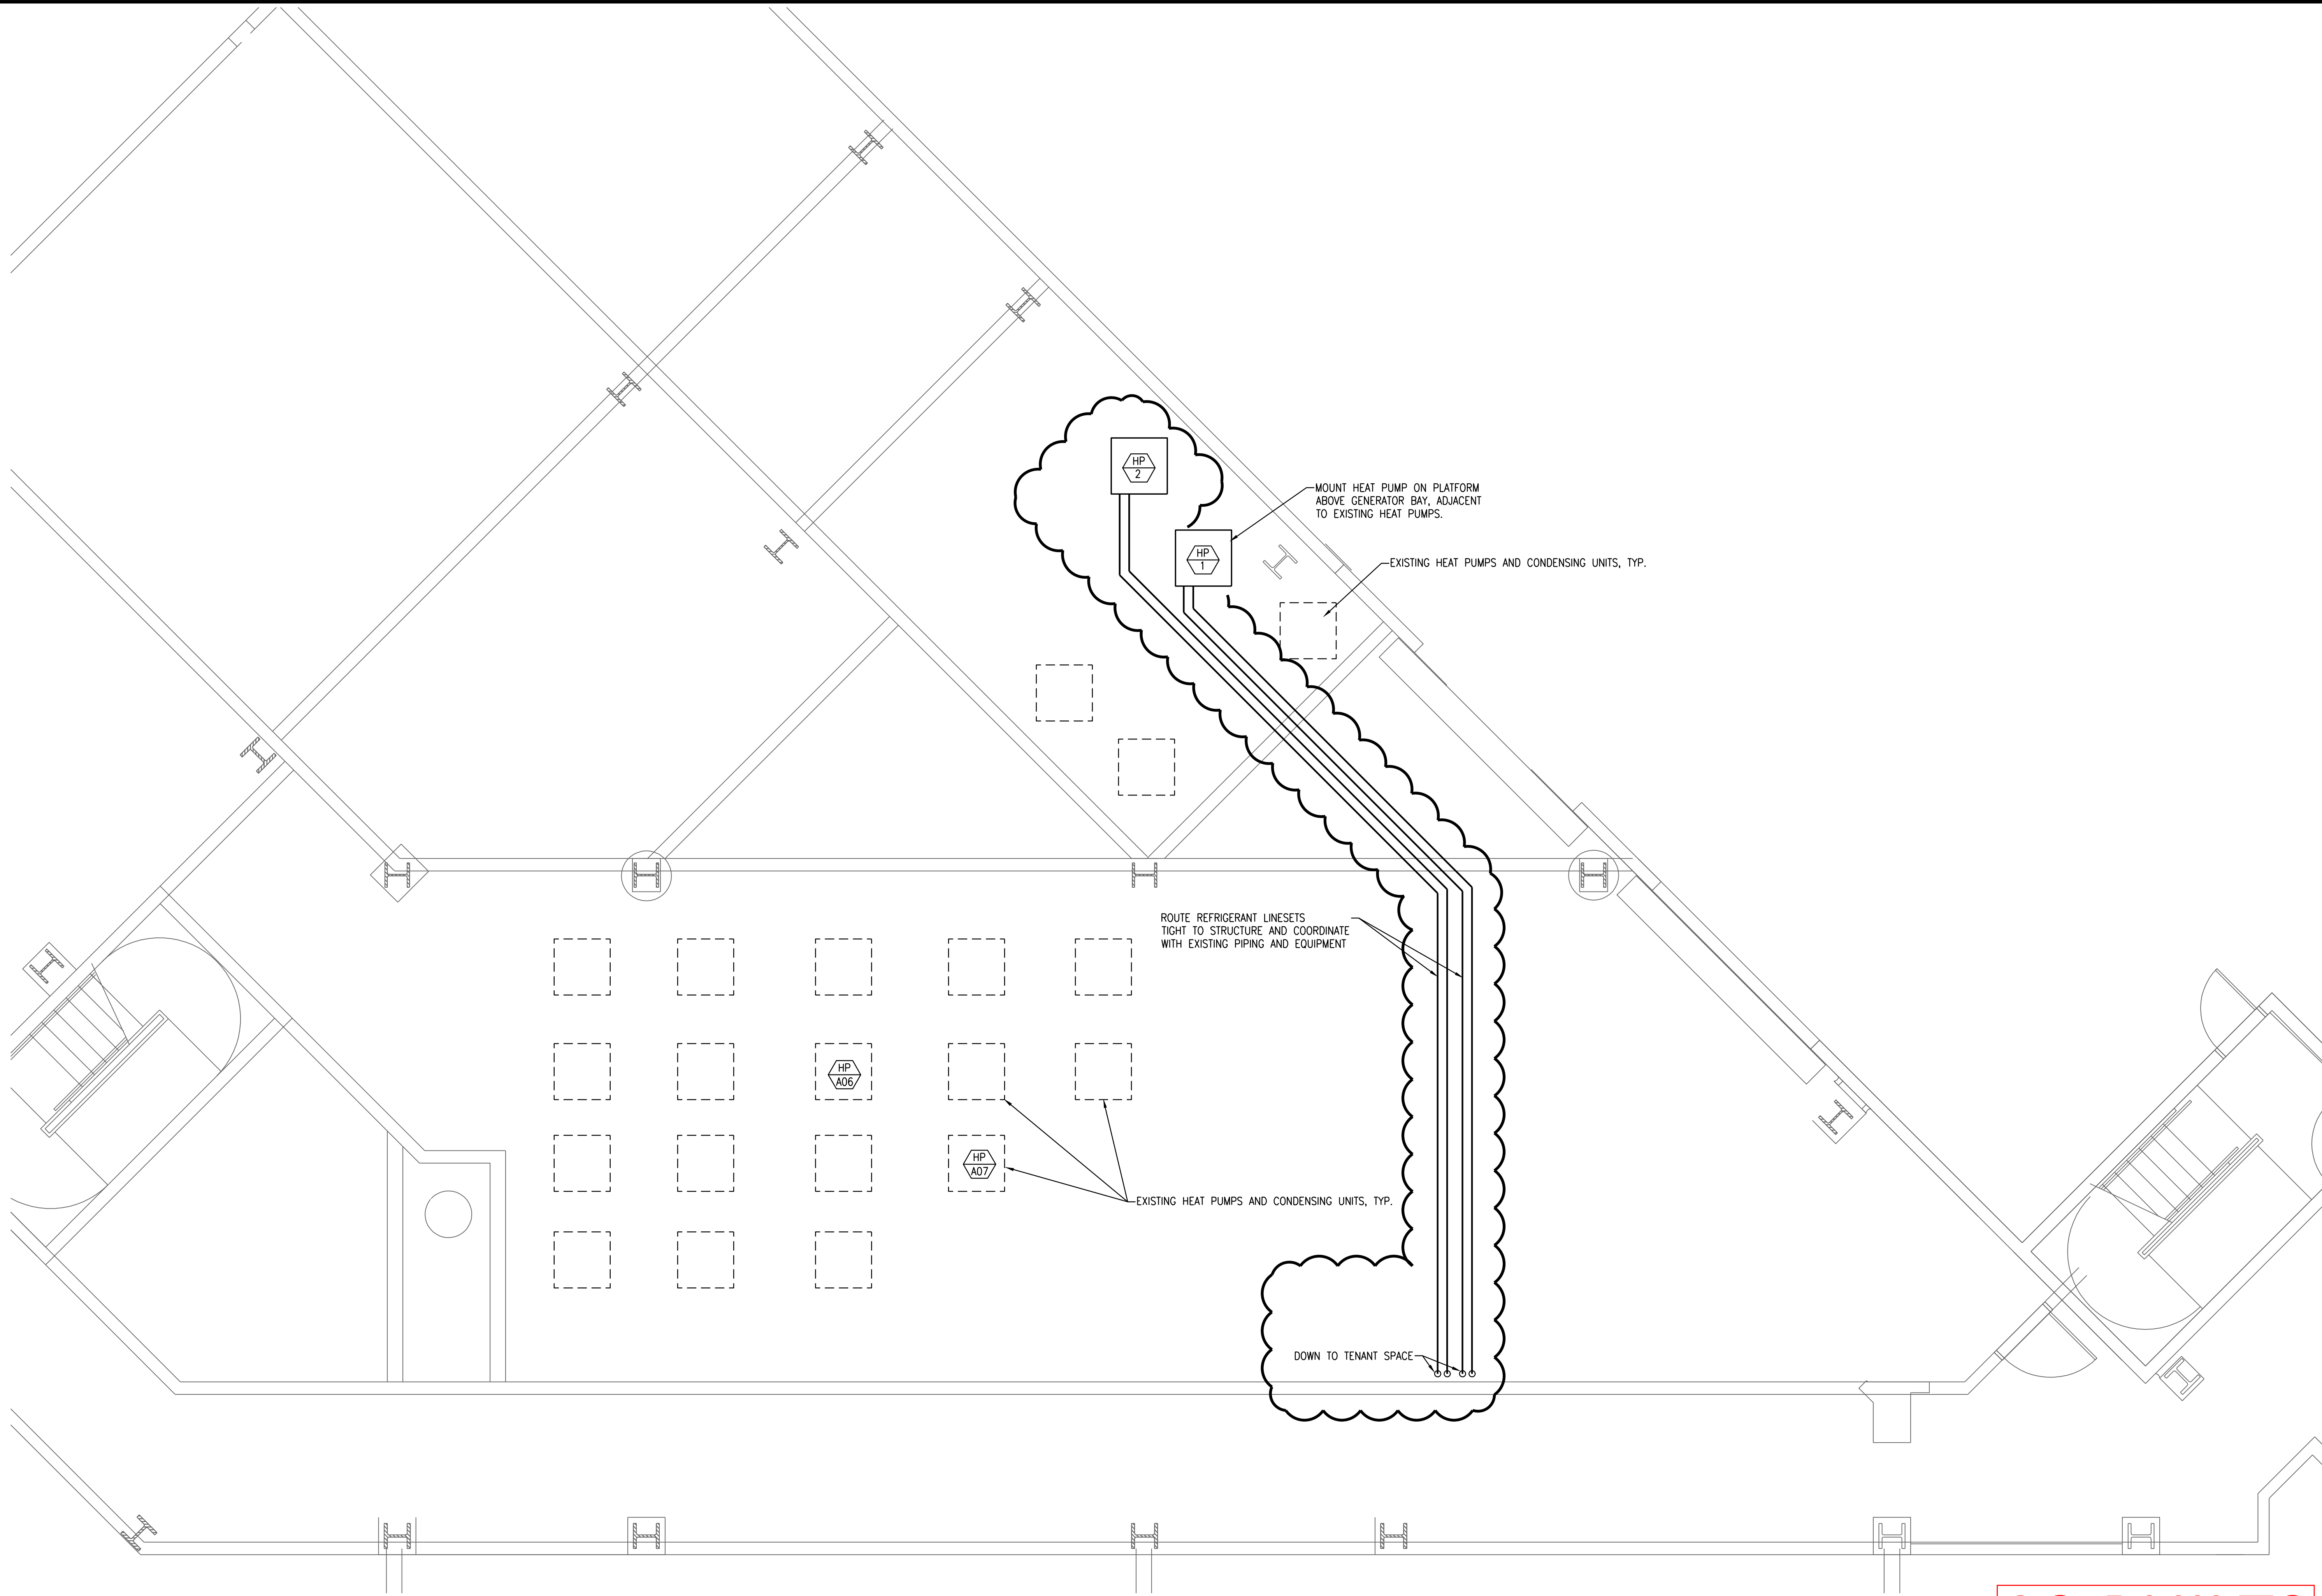 HP
2
MOUNT HEAT PUMP ON PLATFORM
ABOVE GENERATOR BAY, ADJACENT
TO EXISTING HEAT PUMPS.
HP
1
EXISTING HEAT PUMPS AND CONDENSING UNITS, TYP.
ROUTE REFRIGERANT LINESETS
TIGHT TO STRUCTURE AND COORDINATE
WITH EXISTING PIPING AND EQUIPMENT
HP
A06
HP
A07
EXISTING HEAT PUMPS AND CONDENSING UNITS, TYP.
DOWN TO TENANT SPACE